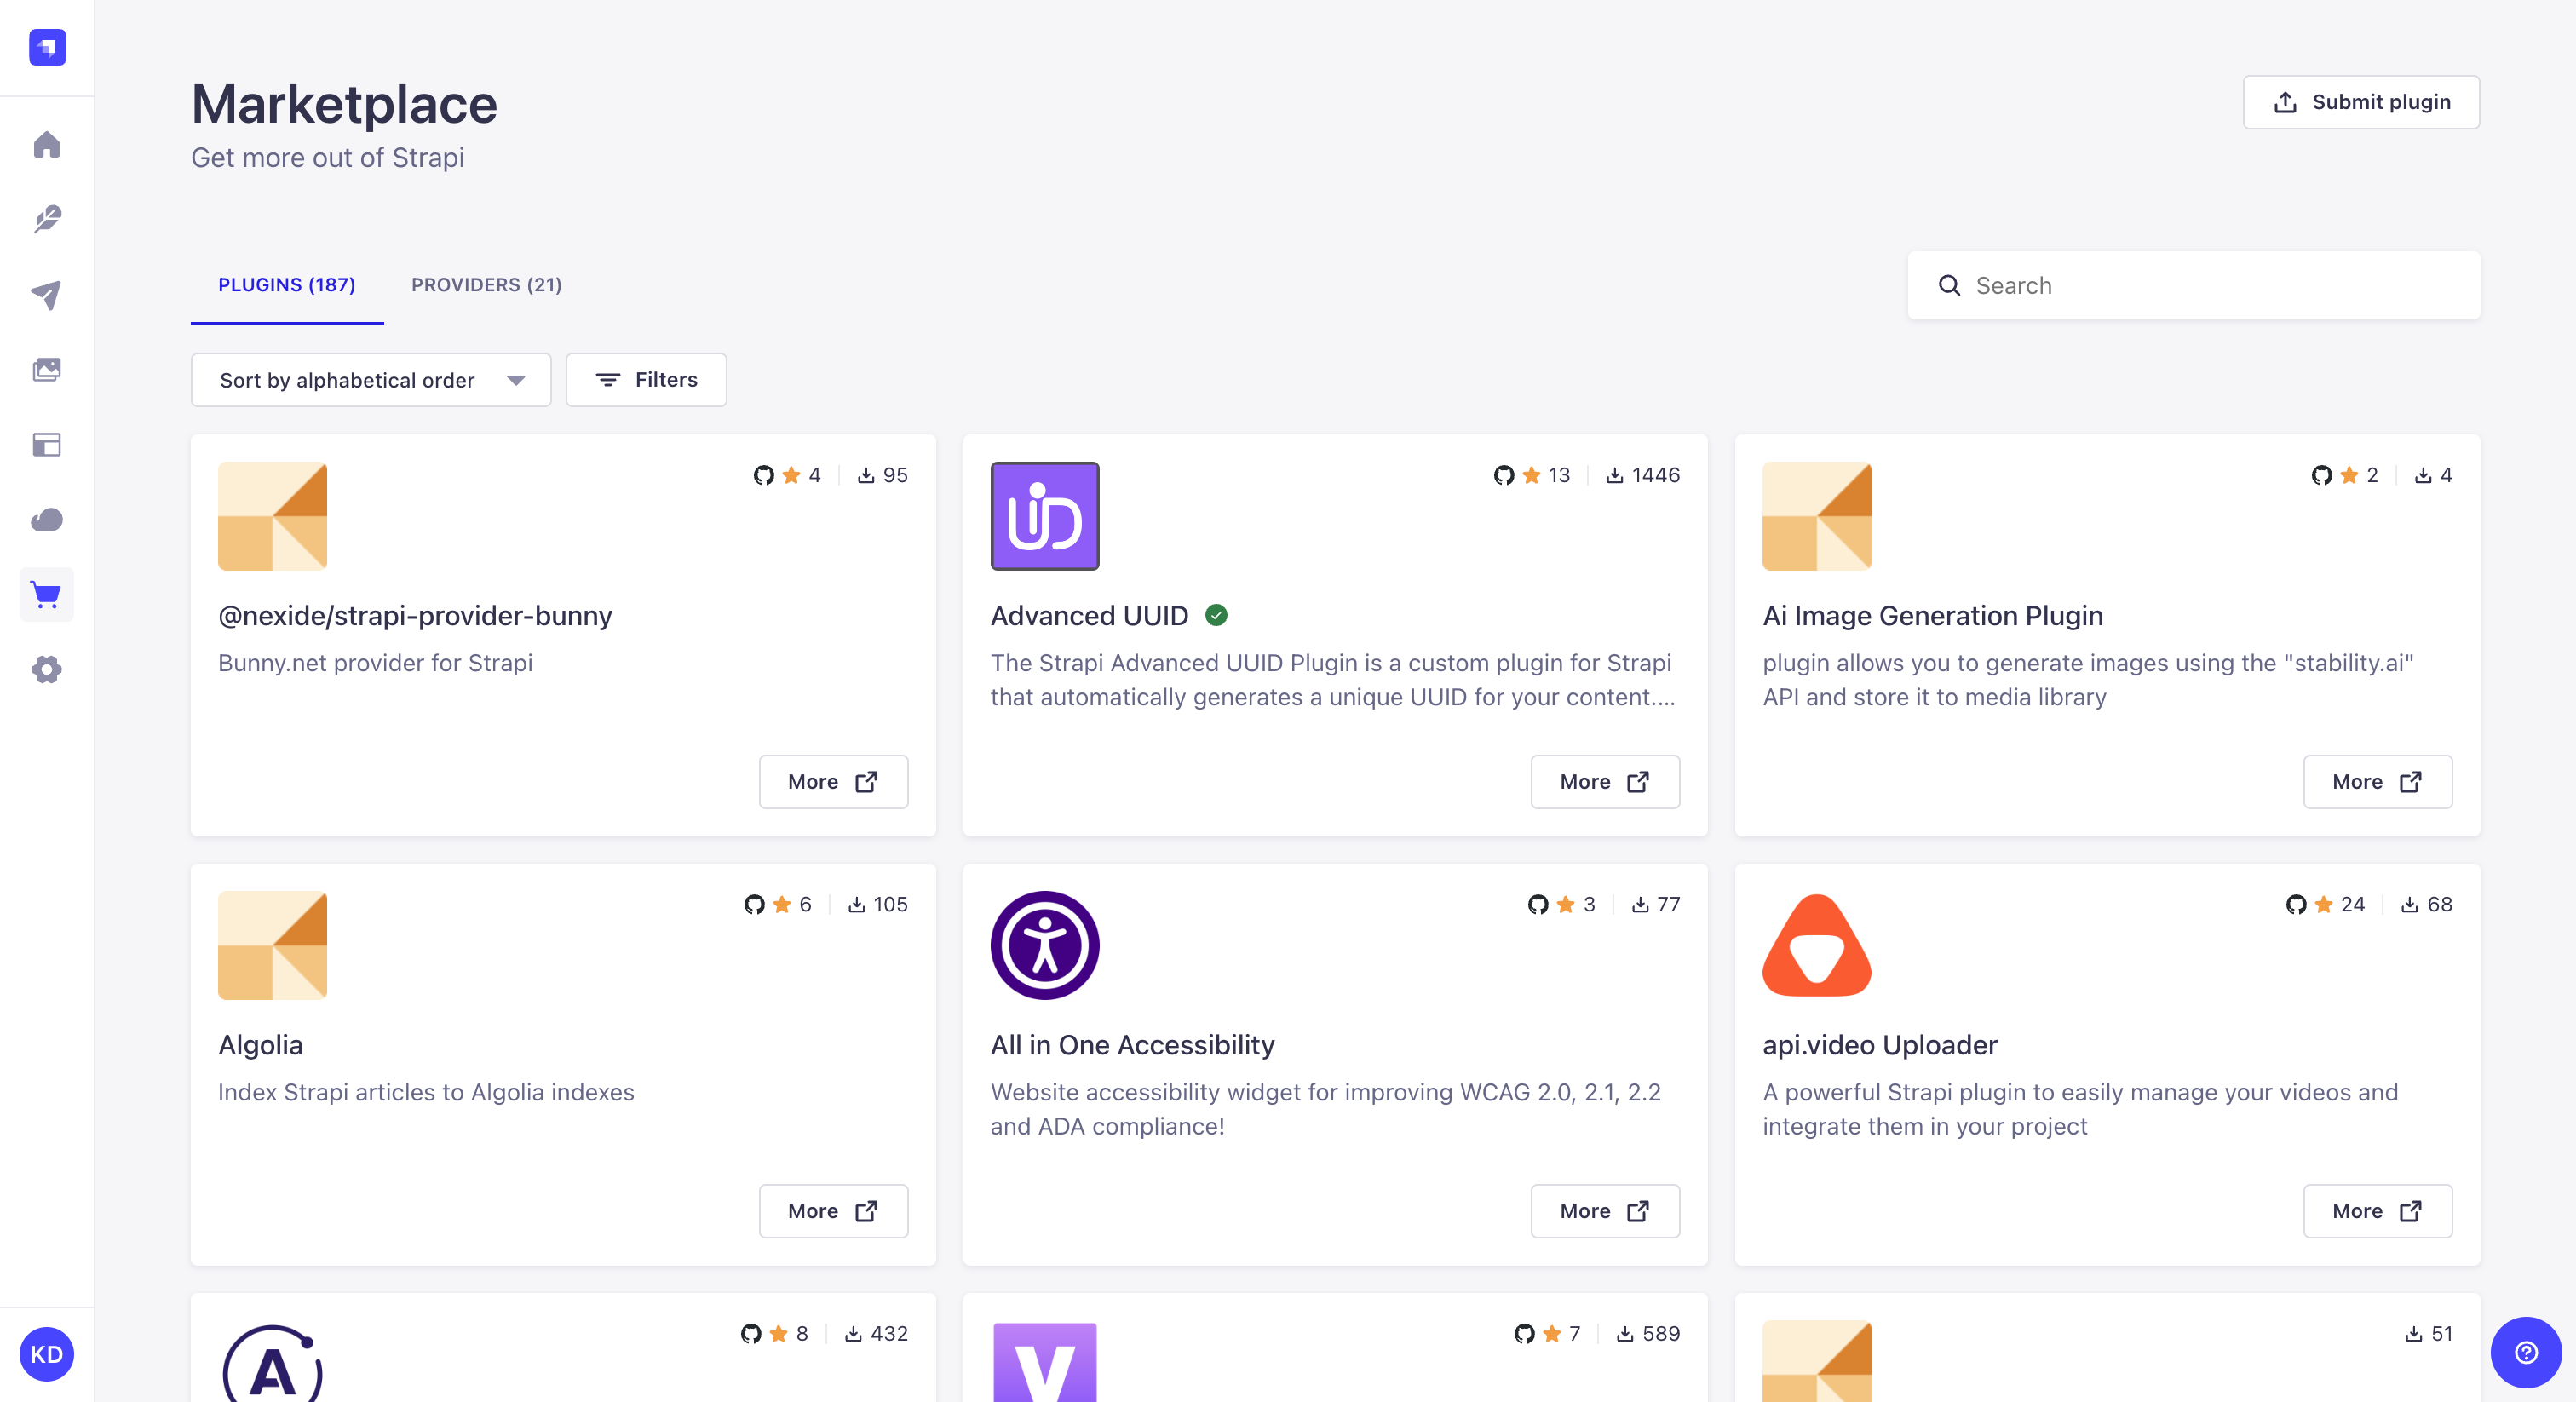 Marketplace
Get more out of Strapi
Submit plugin
PLUGINS (187)
PROVIDERS (21)
Search
Sort by alphabetical order
Filters
4
95
@nexide/strapi-provider-bunny
Bunny.net provider for Strapi
More
UiD
13
1446
Advanced UUID
The Strapi Advanced UUID Plugin is a custom plugin for Strapi
that automatically generates a unique UUID for your content....
More
2
4
Ai Image Generation Plugin
plugin allows you to generate images using the "stability.ai"
API and store it to media library
More
6
105
Algolia
Index Strapi articles to Algolia indexes
More
3
77
All in One Accessibility
Website accessibility widget for improving WCAG 2.0, 2.1, 2.2
and ADA compliance!
More
24
68
api.video Uploader
A powerful Strapi plugin to easily manage your videos and
integrate them in your project
More
A
8
432
V
7
589
51
KD